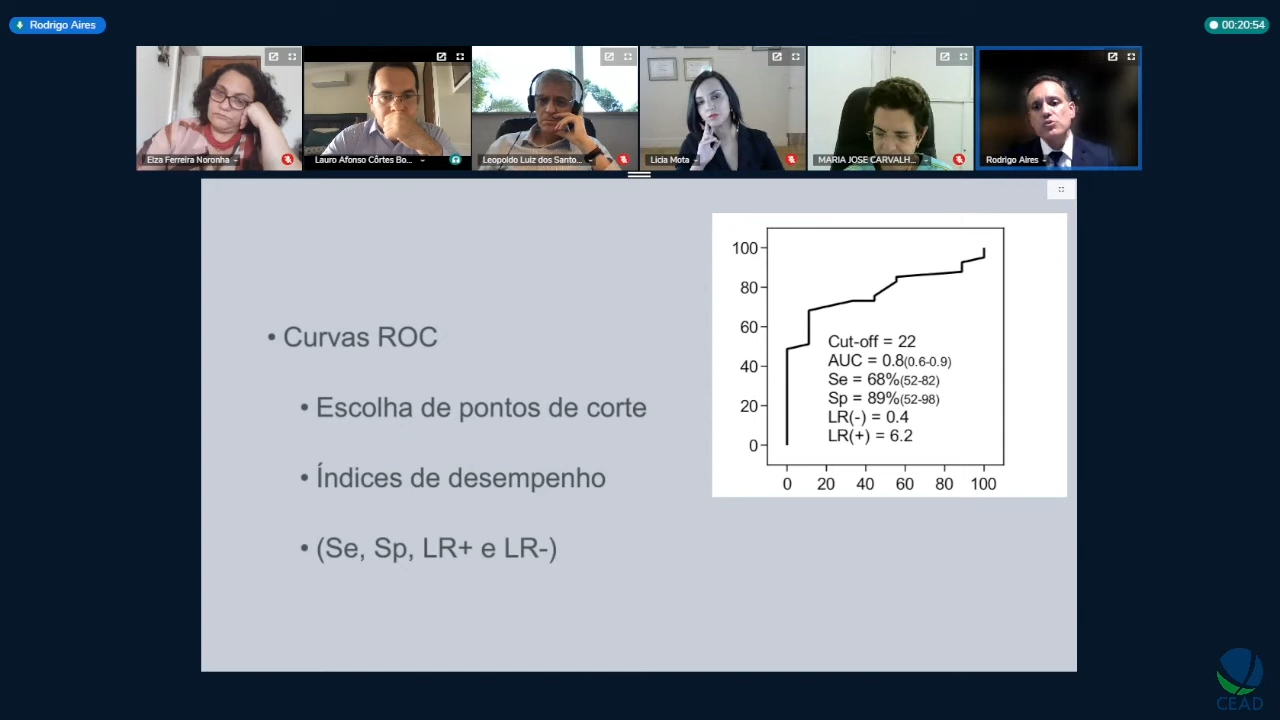 Rodrigo Aires
00:20:54
Elza Ferreira Noronha
Lauro Afonso Côrtes Bo...
Leopoldo Luiz dos Santo...
Licia Mota
MARIA JOSE CARVALH...
Rodrigo Aires
• Curvas ROC
• Escolha de pontos de corte
• Índices de desempenho
• (Se, Sp, LR+ e LR-)
100
80
60
40
20
0
Cut-off = 22
AUC = 0.8(0.6-0.9)
Se = 68%(52-82)
Sp = 89%(52-98)
LR(-) = 0.4
LR(+) = 6.2
0 20 40 60 80 100
CEAD